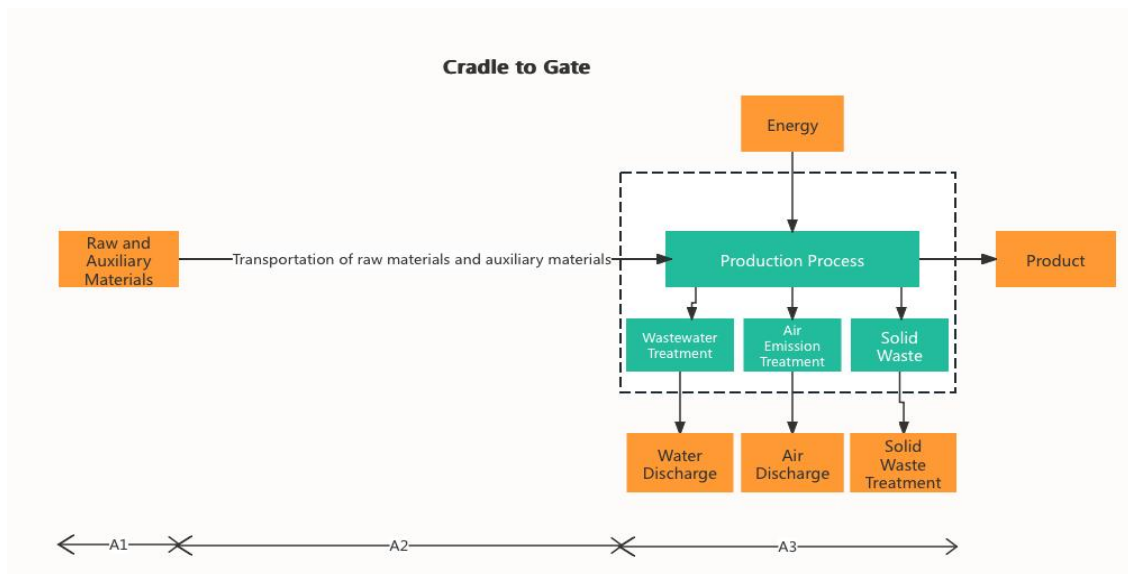 Cradle to Gate
Energy
Raw and
Auxiliary
Materials
Transportation of raw materials and auxiliary materials
Production Process
Product
Wastewater
Treatment
Air
Emission
Treatment
Solid
Waste
Water
Discharge
Air
Discharge
Solid
Waste
Treatment
A1
A2
A3